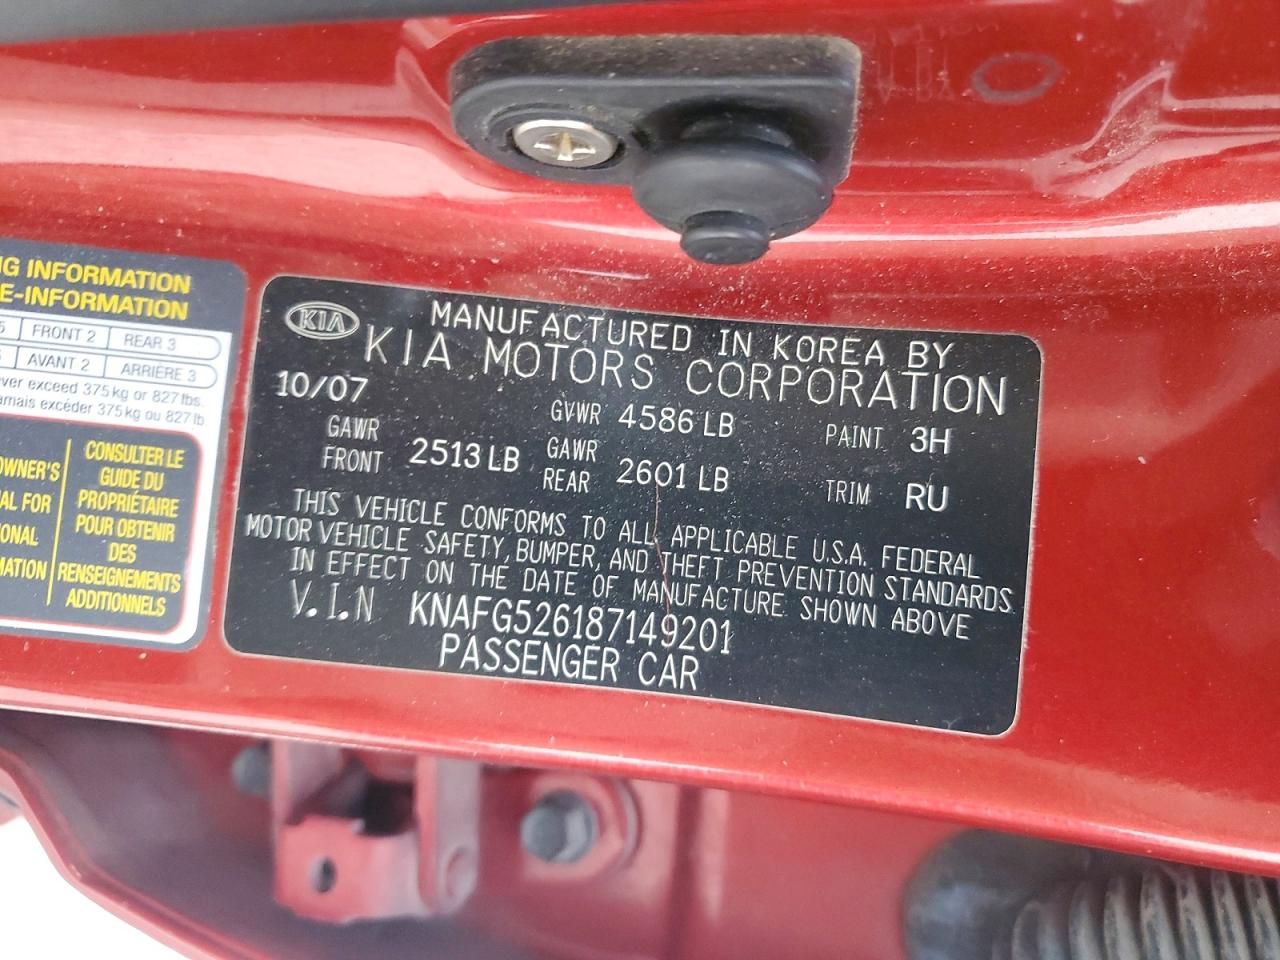 NG INFORMATION
E-INFORMATION
5 FRONT 2 REAR 3
5 AVANT 2 ARRIÈRE 3
ver exceed 375 kg or 827 lbs.
amais excéder 375 kg ou 827 lb
OWNER'S
AL FOR
ONAL
MATION
CONSULTER LE
GUIDE DU
PROPRIÉTAIRE
POUR OBTENIR
DES
RENSEIGNEMENTS
ADDITIONNELS
KIA
MANUFACTURED IN KOREA BY
KIA MOTORS CORPORATION
10/07 GVWR 4586 LB PAINT 3H
GAWR FRONT 2513 LB GAWR REAR 2601 LB TRIM RU
THIS VEHICLE CONFORMS TO ALL APPLICABLE U.S.A. FEDERAL
MOTOR VEHICLE SAFETY, BUMPER, AND THEFT PREVENTION STANDARDS
IN EFFECT ON THE DATE OF MANUFACTURE SHOWN ABOVE
V.I.N KNAFG526187149201
PASSENGER CAR